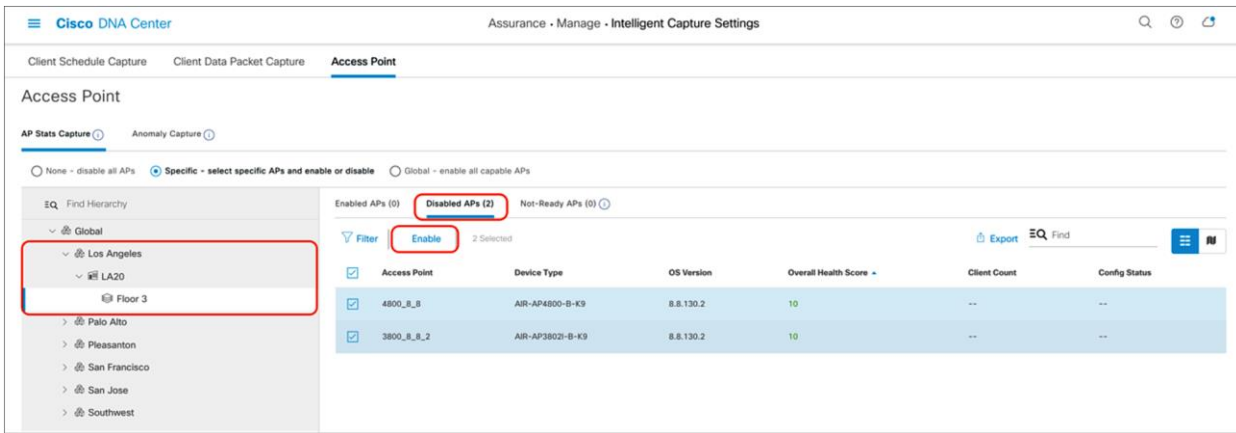 Cisco DNA Center
Assurance · Manage · Intelligent Capture Settings
Client Schedule Capture Client Data Packet Capture Access Point
Access Point
AP Stats Capture Anomaly Capture
None - disable all APs Specific - select specific APs and enable or disable Global - enable all capable APs
Find Hierarchy
Global
Los Angeles
LA20
Floor 3
Palo Alto
Pleasanton
San Francisco
San Jose
Southwest
Enabled APs (0) Disabled APs (2) Not-Ready APs (0)
Filter Enable 2 Selected Export Find
Access Point Device Type OS Version Overall Health Score Client Count Config Status
4800_8_8 AIR-AP4800-B-K9 8.8.130.2 10 -- --
3800_8_8_2 AIR-AP3802I-B-K9 8.8.130.2 10 -- --